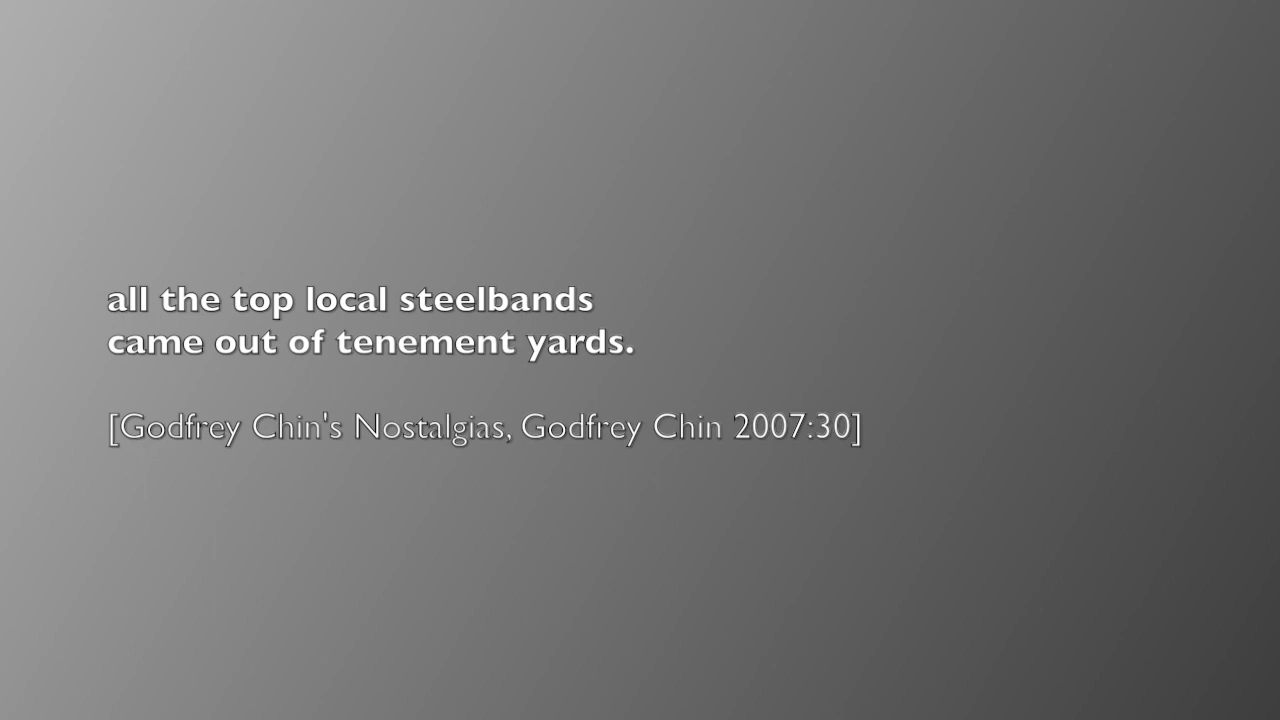 all the top local steelbands
came out of tenement yards.
[Godfrey Chin's Nostalgias, Godfrey Chin 2007:30]